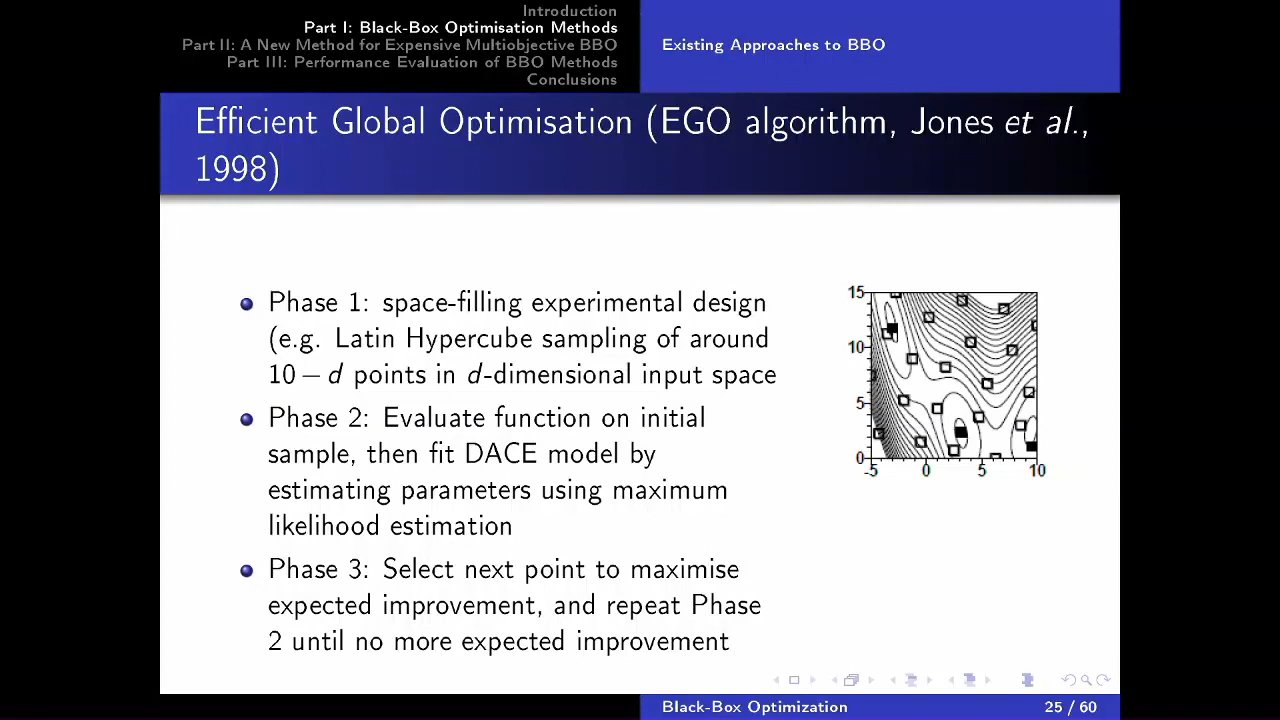 Introduction
Part I: Black-Box Optimisation Methods
Part II: A New Method for Expensive Multiobjective BBO
Part III: Performance Evaluation of BBO Methods
Conclusions
Existing Approaches to BBO
Efficient Global Optimisation (EGO algorithm, Jones et al.,
1998)
Phase 1: space-filling experimental design
(e.g. Latin Hypercube sampling of around
10 − d points in d-dimensional input space
Phase 2: Evaluate function on initial
sample, then fit DACE model by
estimating parameters using maximum
likelihood estimation
Phase 3: Select next point to maximise
expected improvement, and repeat Phase
2 until no more expected improvement
15
10
5
0
-5 0 5 10
Black-Box Optimization
25 / 60